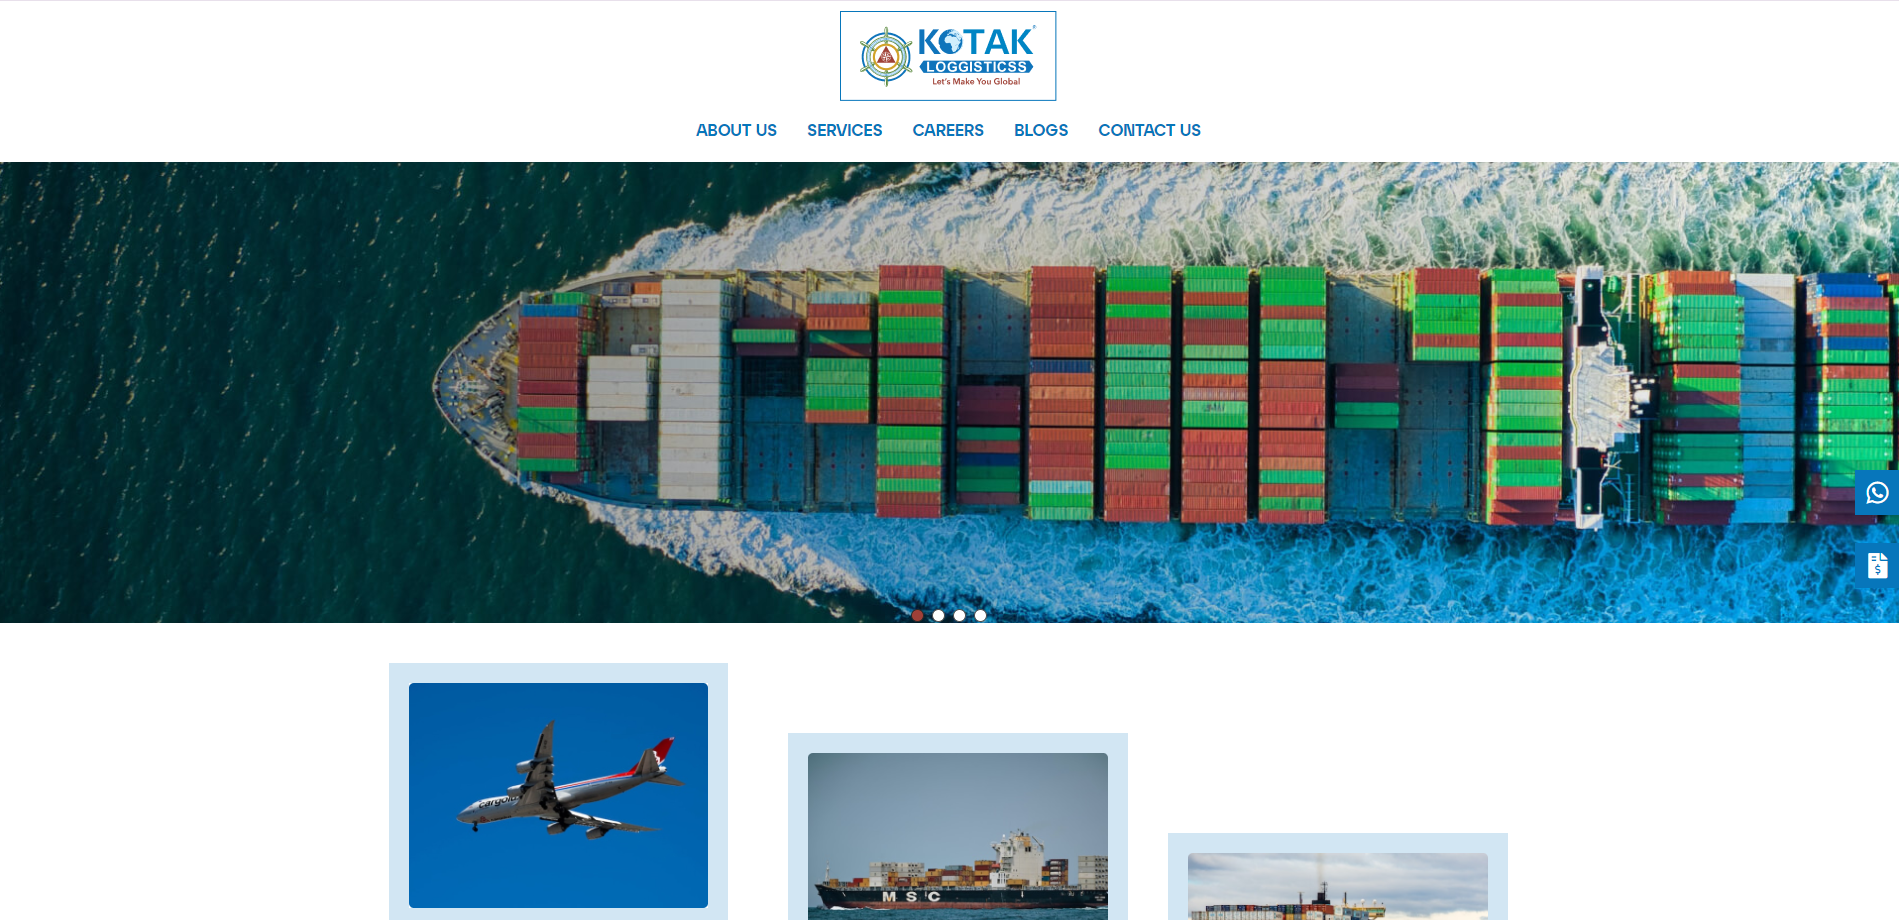 KOTAK
LOGGISTICSS
Let's Make You Global
ABOUT US SERVICES CAREERS BLOGS CONTACT US
cargolux
MSC